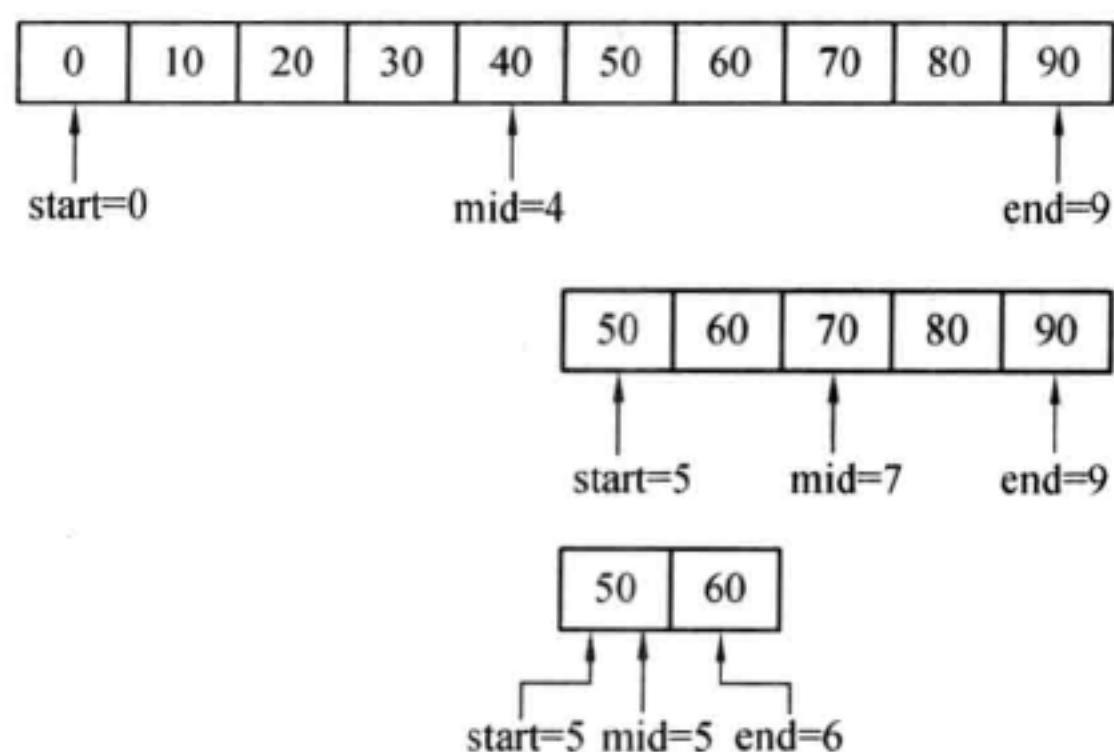 0 10 20 30 40 50 60 70 80 90
start=0 mid=4 end=9
50 60 70 80 90
start=5 mid=7 end=9
50 60
start=5 mid=5 end=6